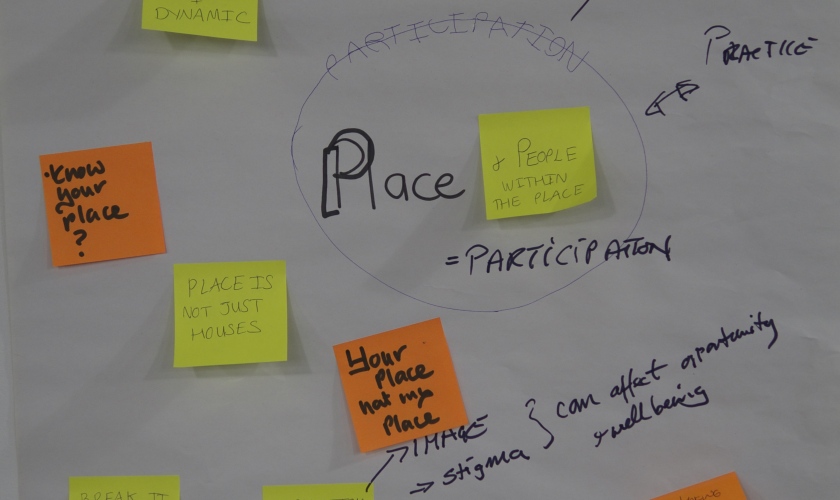 DYNAMIC
PARTICIPATION
PRACTICE
Place
& PEOPLE
WITHIN
THE PLACE
= PARTICIPATION
Know
your
place
?
PLACE IS
NOT JUST
HOUSES
Your
Place
not my
Place
→ IMAGE
→ stigma
} can affect oportunity
& wellbeing
BREAK IT